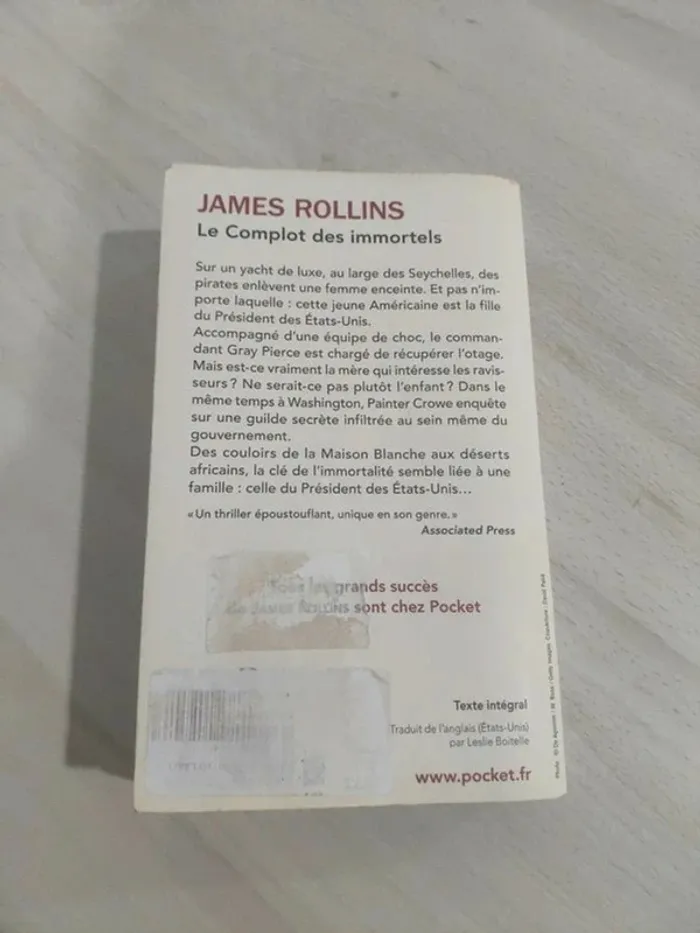 JAMES ROLLINS
Le Complot des immortels
Sur un yacht de luxe, au large des Seychelles, des
pirates enlèvent une femme enceinte. Et pas n'im-
porte laquelle : cette jeune Américaine est la fille
du Président des États-Unis.
Accompagné d'une équipe de choc, le comman-
dant Gray Pierce est chargé de récupérer l'otage.
Mais est-ce vraiment la mère qui intéresse les ravis-
seurs ? Ne serait-ce pas plutôt l'enfant ? Dans le
même temps à Washington, Painter Crowe enquête
sur une guilde secrète infiltrée au sein même du
gouvernement.
Des couloirs de la Maison Blanche aux déserts
africains, la clé de l'immortalité semble liée à une
famille : celle du Président des États-Unis…
« Un thriller époustouflant, unique en son genre. »
Associated Press
Tous les grands succès
de James Rollins sont chez Pocket
Texte intégral
Traduit de l'anglais (États-Unis)
par Leslie Boitelle
www.pocket.fr